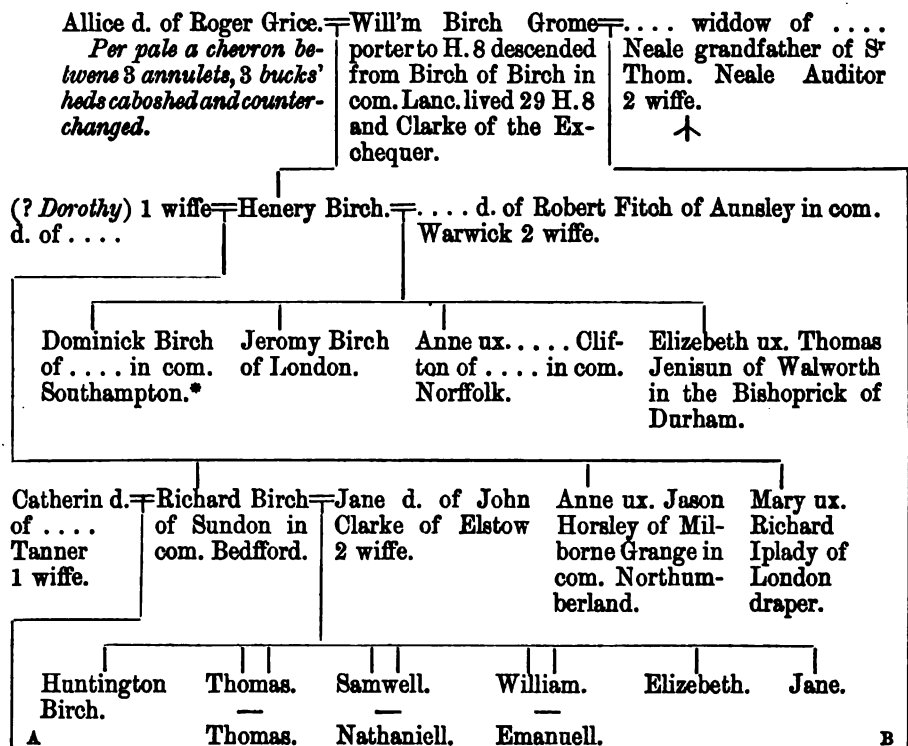 Allice d. of Roger Grice.
Per pale a chevron be-
twene 3 annulets, 3 bucks'
heds caboshed and counter-
changed.
Will'm Birch Grome
porter to H. 8 descended
from Birch of Birch in
com. Lanc. lived 29 H. 8
and Clarke of the Ex-
chequer.
. . . . widdow of . . . .
Neale grandfather of Sr
Thom. Neale Auditor
2 wiffe.
(? Dorothy) 1 wiffe
d. of . . . .
Henery Birch.
. . . . d. of Robert Fitch of Aunsley in com.
Warwick 2 wiffe.
Dominick Birch
of . . . . in com.
Southampton.*
Jeromy Birch
of London.
Anne ux. . . . . Clif-
ton of . . . . in com.
Norffolk.
Elizebeth ux. Thomas
Jenisun of Walworth
in the Bishoprick of
Durham.
Catherin d.
of . . . .
Tanner
1 wiffe.
Richard Birch
of Sundon in
com. Bedfford.
Jane d. of John
Clarke of Elstow
2 wiffe.
Anne ux. Jason
Horsley of Mil-
borne Grange in
com. Northum-
berland.
Mary ux.
Richard
Iplady of
London
draper.
Huntington
Birch.
Thomas.
—
Thomas.
Samwell.
—
Nathaniell.
William.
—
Emanuell.
Elizebeth.
Jane.
A
B